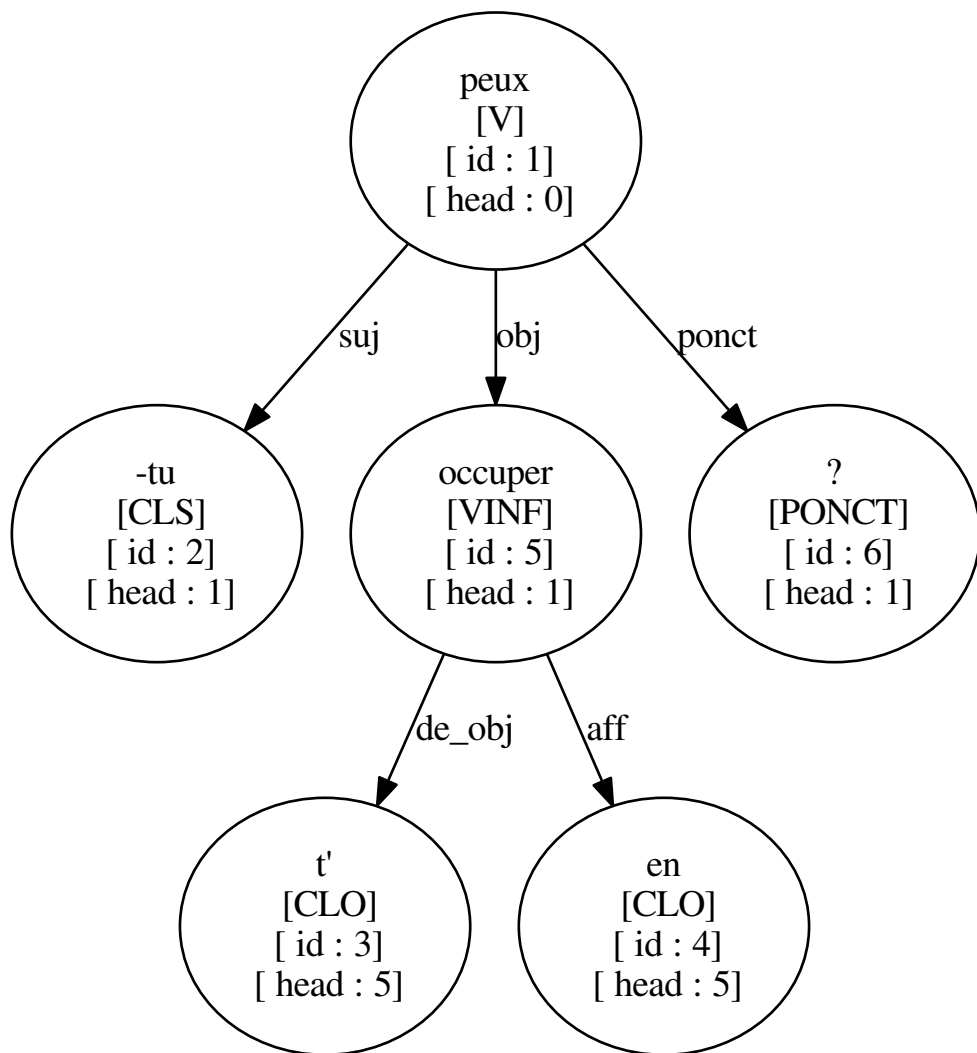 peux
[V]
[ id : 1]
[ head : 0]
suj
obj
ponct
-tu
[CLS]
[ id : 2]
[ head : 1]
occuper
[VINF]
[ id : 5]
[ head : 1]
?
[PONCT]
[ id : 6]
[ head : 1]
de_obj
aff
t'
[CLO]
[ id : 3]
[ head : 5]
en
[CLO]
[ id : 4]
[ head : 5]